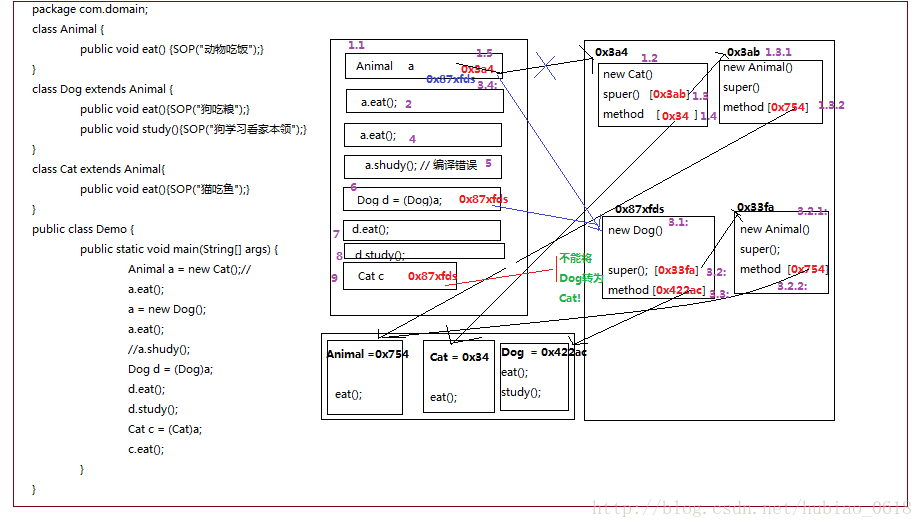 package com.domain;
class Animal {
public void eat() {SOP("动物吃饭");}
}
class Dog extends Animal {
public void eat(){SOP("狗吃粮");}
public void study(){SOP("狗学习看家本领");}
}
class Cat extends Animal{
public void eat(){SOP("猫吃鱼");}
}
public class Demo {
public static void main(String[] args) {
Animal a = new Cat();//
a.eat();
a = new Dog();
a.eat();
//a.shudy();
Dog d = (Dog)a;
d.eat();
d.study();
Cat c = (Cat)a;
c.eat();
}
}
1.1
Animal a
1.5
0x3a4
0x87xfds
3.4:
a.eat(); 2
a.eat(); 4
a.shudy(); // 编译错误 5
6
Dog d = (Dog)a; 0x87xfds
7 d.eat();
8 d.study();
9 Cat c 0x87xfds
不能将
Dog转为
Cat!
0x3a4
1.2
new Cat()
spuer() [0x3ab] 1.3
method [0x34 ] 1.4
0x3ab 1.3.1
new Animal()
super()
method [0x754] 1.3.2
0x87xfds
3.1:
new Dog()
super(); [0x33fa] 3.2:
method [0x422ac] 3.3:
0x33fa
3.2.1:
new Animal()
super();
method [0x754]
3.2.2:
Animal =0x754
eat();
Cat = 0x34
eat();
Dog = 0x422ac
eat();
study();
http://blog.csdn.net/hubiao_0618